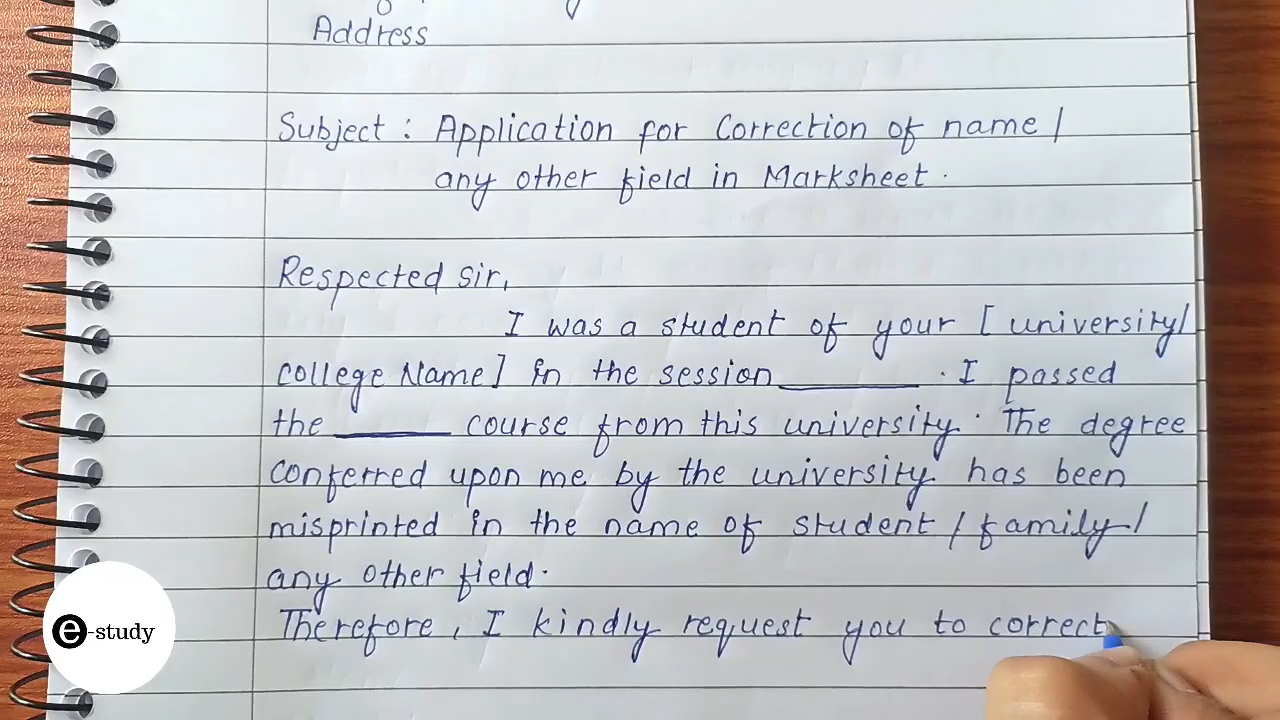 Address
Subject : Application for Correction of name /
any other field in Marksheet .
Respected Sir,
I was a student of your [ university/
college Name ] in the session ________ . I passed
the ________ course from this university . The degree
conferred upon me by the university has been
misprinted in the name of student / family /
any other field .
Therefore , I kindly request you to correct
e-study